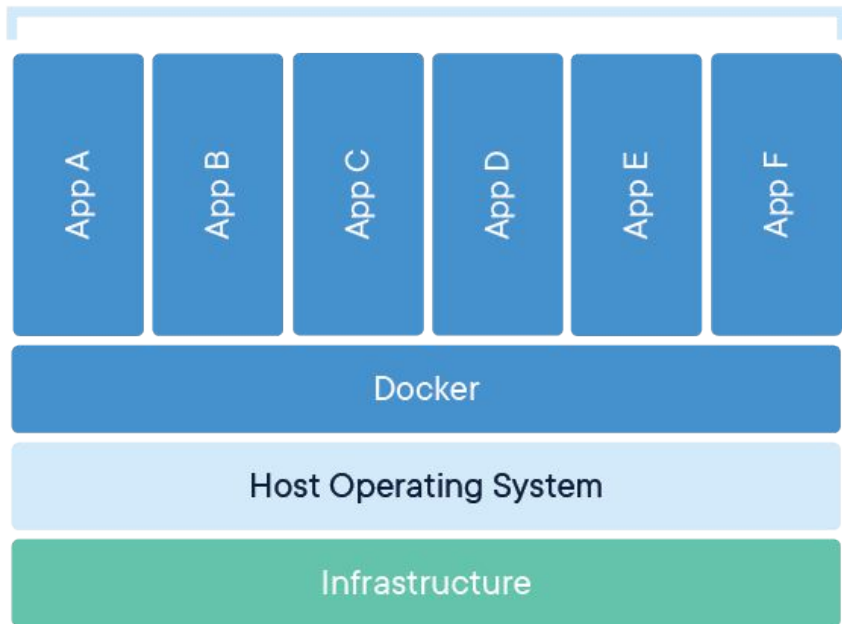 App A
App B
App C
App D
App E
App F
Docker
Host Operating System
Infrastructure